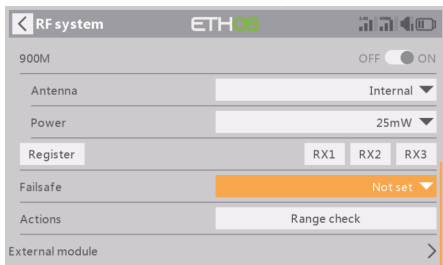 RF system ETHOS
900M OFF ON
Antenna Internal
Power 25mW
Register RX1 RX2 RX3
Failsafe Not set
Actions Range check
External module